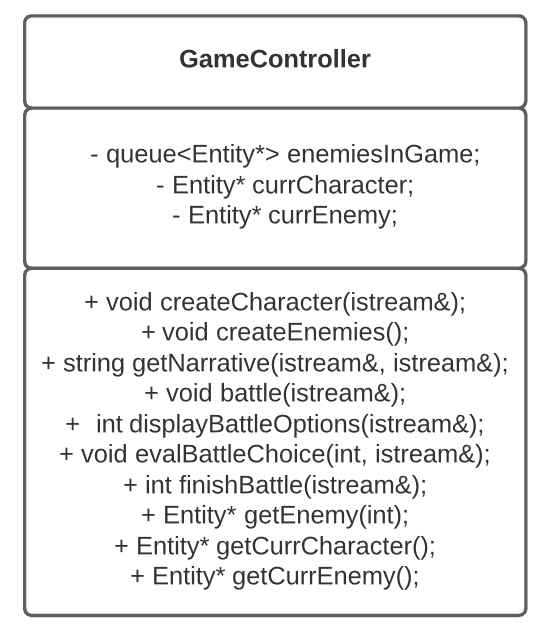 GameController
- queue<Entity*> enemiesInGame;
- Entity* currCharacter;
- Entity* currEnemy;
+ void createCharacter(istream&);
+ void createEnemies();
+ string getNarrative(istream&, istream&);
+ void battle(istream&);
+ int displayBattleOptions(istream&);
+ void evalBattleChoice(int, istream&);
+ int finishBattle(istream&);
+ Entity* getEnemy(int);
+ Entity* getCurrCharacter();
+ Entity* getCurrEnemy();